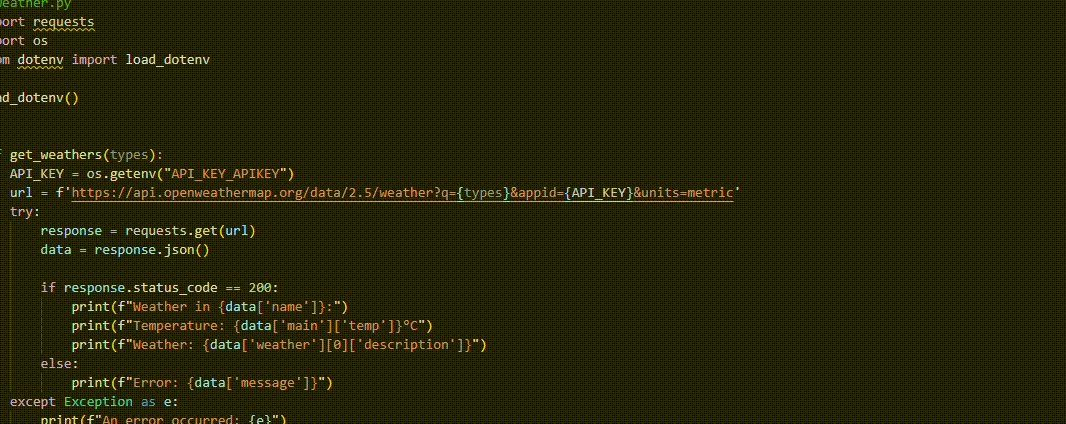 weather.py
port requests
port os
om dotenv import load_dotenv
ad_dotenv()
f get_weathers(types):
API_KEY = os.getenv("API_KEY_APIKEY")
url = f'https://api.openweathermap.org/data/2.5/weather?q={types}&appid={API_KEY}&units=metric'
try:
response = requests.get(url)
data = response.json()
if response.status_code == 200:
print(f"Weather in {data['name']}:")
print(f"Temperature: {data['main']['temp']}°C")
print(f"Weather: {data['weather'][0]['description']}")
else:
print(f"Error: {data['message']}")
except Exception as e:
print(f"An error occurred: {e}")